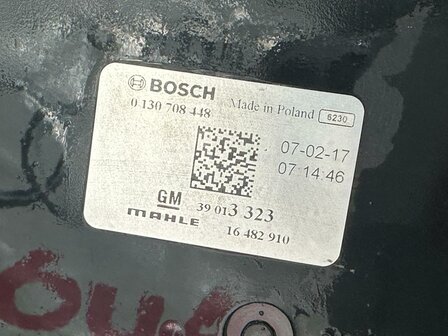 BOSCH
0 130 708 448 Made in Poland 6230
07-02-17
07:14:46
GM 39 013 323
MAHLE 16 482 910